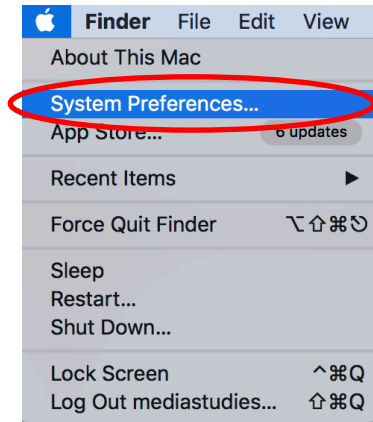 Finder File Edit View
About This Mac
System Preferences...
App Store... 6 updates
Recent Items ▶
Force Quit Finder ⌥⇧⌘⎋
Sleep
Restart...
Shut Down...
Lock Screen ^⌘Q
Log Out mediastudies... ⇧⌘Q